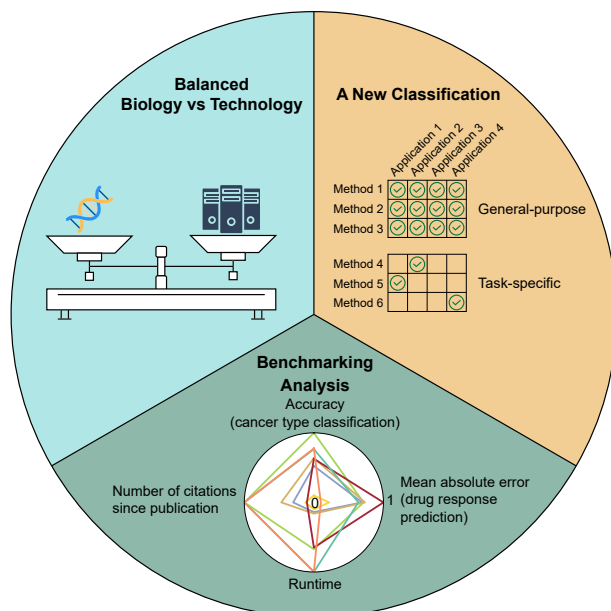 Balanced
Biology vs Technology
A New Classification
Application 1
Application 2
Application 3
Application 4
Method 1
Method 2
Method 3
General-purpose
Method 4
Method 5
Method 6
Task-specific
Benchmarking
Analysis
Accuracy
(cancer type classification)
Number of citations
since publication
0
1
Mean absolute error
(drug response
prediction)
Runtime